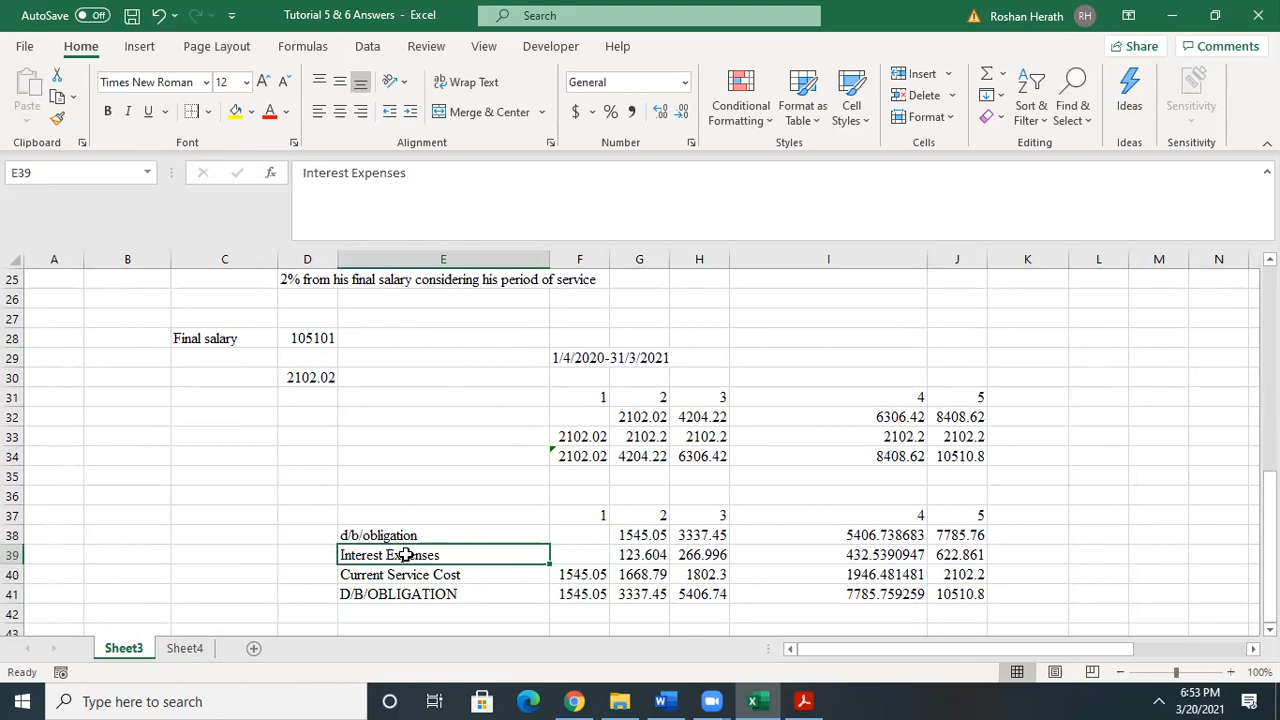 AutoSave Off Tutorial 5 & 6 Answers - Excel Search Roshan Herath RH
File Home Insert Page Layout Formulas Data Review View Developer Help Share Comments
Times New Roman 12 Wrap Text General Insert
Paste B I U Merge & Center $ % Conditional Formatting Format as Table Cell Styles Delete Format Sort & Filter Find & Select Ideas Sensitivity
Clipboard Font Alignment Number Styles Cells Editing Ideas Sensitivity
E39 fx Interest Expenses
A B C D E F G H I J K L M N
25 2% from his final salary considering his period of service
26
27
28 Final salary 105101
29 1/4/2020-31/3/2021
30 2102.02
31 1 2 3 4 5
32 2102.02 4204.22 6306.42 8408.62
33 2102.02 2102.2 2102.2 2102.2 2102.2
34 2102.02 4204.22 6306.42 8408.62 10510.8
35
36
37 1 2 3 4 5
38 d/b/obligation 1545.05 3337.45 5406.738683 7785.76
39 Interest Expenses 123.604 266.996 432.5390947 622.861
40 Current Service Cost 1545.05 1668.79 1802.3 1946.481481 2102.2
41 D/B/OBLIGATION 1545.05 3337.45 5406.74 7785.759259 10510.8
42
43
Sheet3 Sheet4
Ready 100%
Type here to search 6:53 PM
3/20/2021